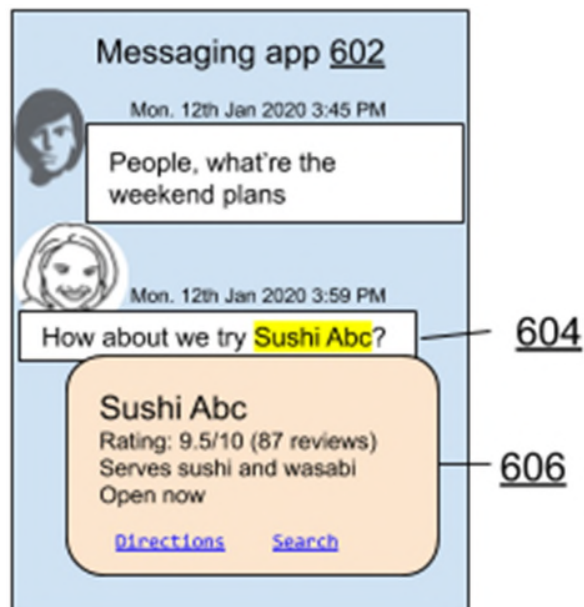 Messaging app 602
Mon. 12th Jan 2020 3:45 PM
People, what're the
weekend plans
Mon. 12th Jan 2020 3:59 PM
How about we try Sushi Abc?
604
Sushi Abc
Rating: 9.5/10 (87 reviews)
Serves sushi and wasabi
Open now
606
Directions Search